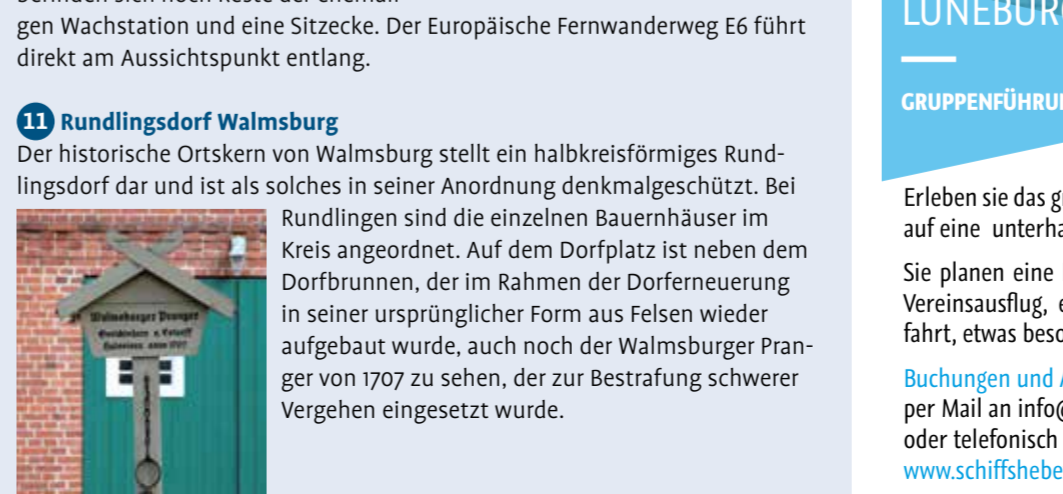 gen Wachstation und eine Sitzecke. Der Europäische Fernwanderweg E6 führt
direkt am Aussichtspunkt entlang.
11 Rundlingsdorf Walmsburg
Der historische Ortskern von Walmsburg stellt ein halbkreisförmiges Rund-
lingsdorf dar und ist als solches in seiner Anordnung denkmalgeschützt. Bei
Rundlingen sind die einzelnen Bauernhäuser im
Kreis angeordnet. Auf dem Dorfplatz ist neben dem
Dorfbrunnen, der im Rahmen der Dorferneuerung
in seiner ursprünglicher Form aus Felsen wieder
aufgebaut wurde, auch noch der Walmsburger Pran-
ger von 1707 zu sehen, der zur Bestrafung schwerer
Vergehen eingesetzt wurde.
Walmsburger Pranger
anno 1707
LÜNEBURG
GRUPPENFÜHRU
Erleben sie das g
auf eine unterha
Sie planen eine
Vereinsausflug, e
fahrt, etwas beso
Buchungen und A
per Mail an info@
oder telefonisch
www.schiffshebe